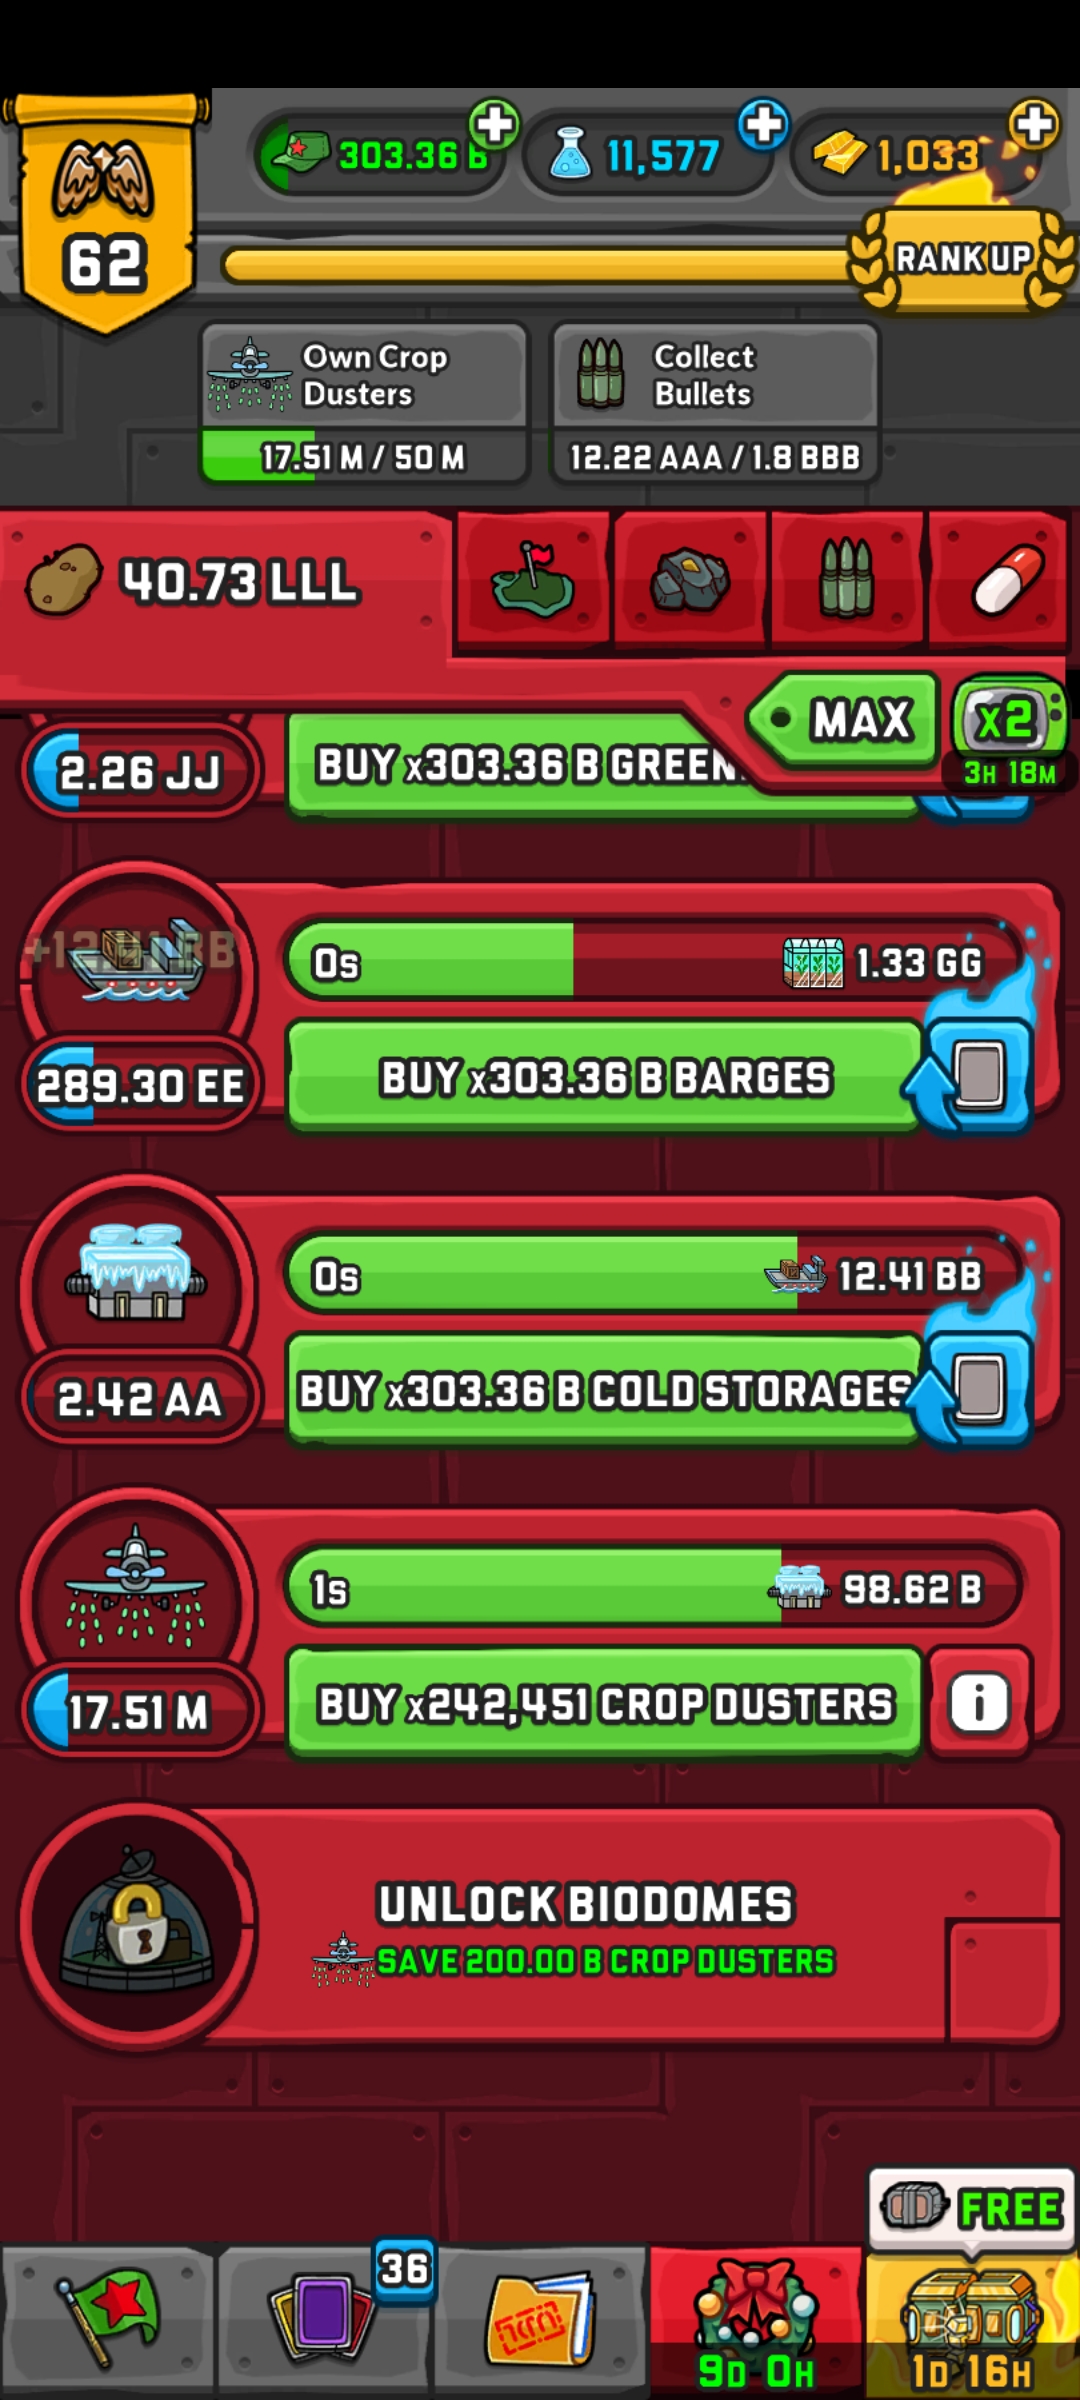 303.36 B
11,577
1,033
62
RANK UP
Own Crop
Dusters
17.51 M / 50 M
Collect
Bullets
12.22 AAA / 1.8 BBB
40.73 LLL
MAX
x2
3H 18M
2.26 JJ
BUY x303.36 B GREEN
0s
1.33 GG
289.30 EE
BUY x303.36 B BARGES
0s
12.41 BB
2.42 AA
BUY x303.36 B COLD STORAGES
1s
98.62 B
17.51 M
BUY x242,451 CROP DUSTERS
i
UNLOCK BIODOMES
SAVE 200.00 B CROP DUSTERS
FREE
36
9D 0H
1D 16H